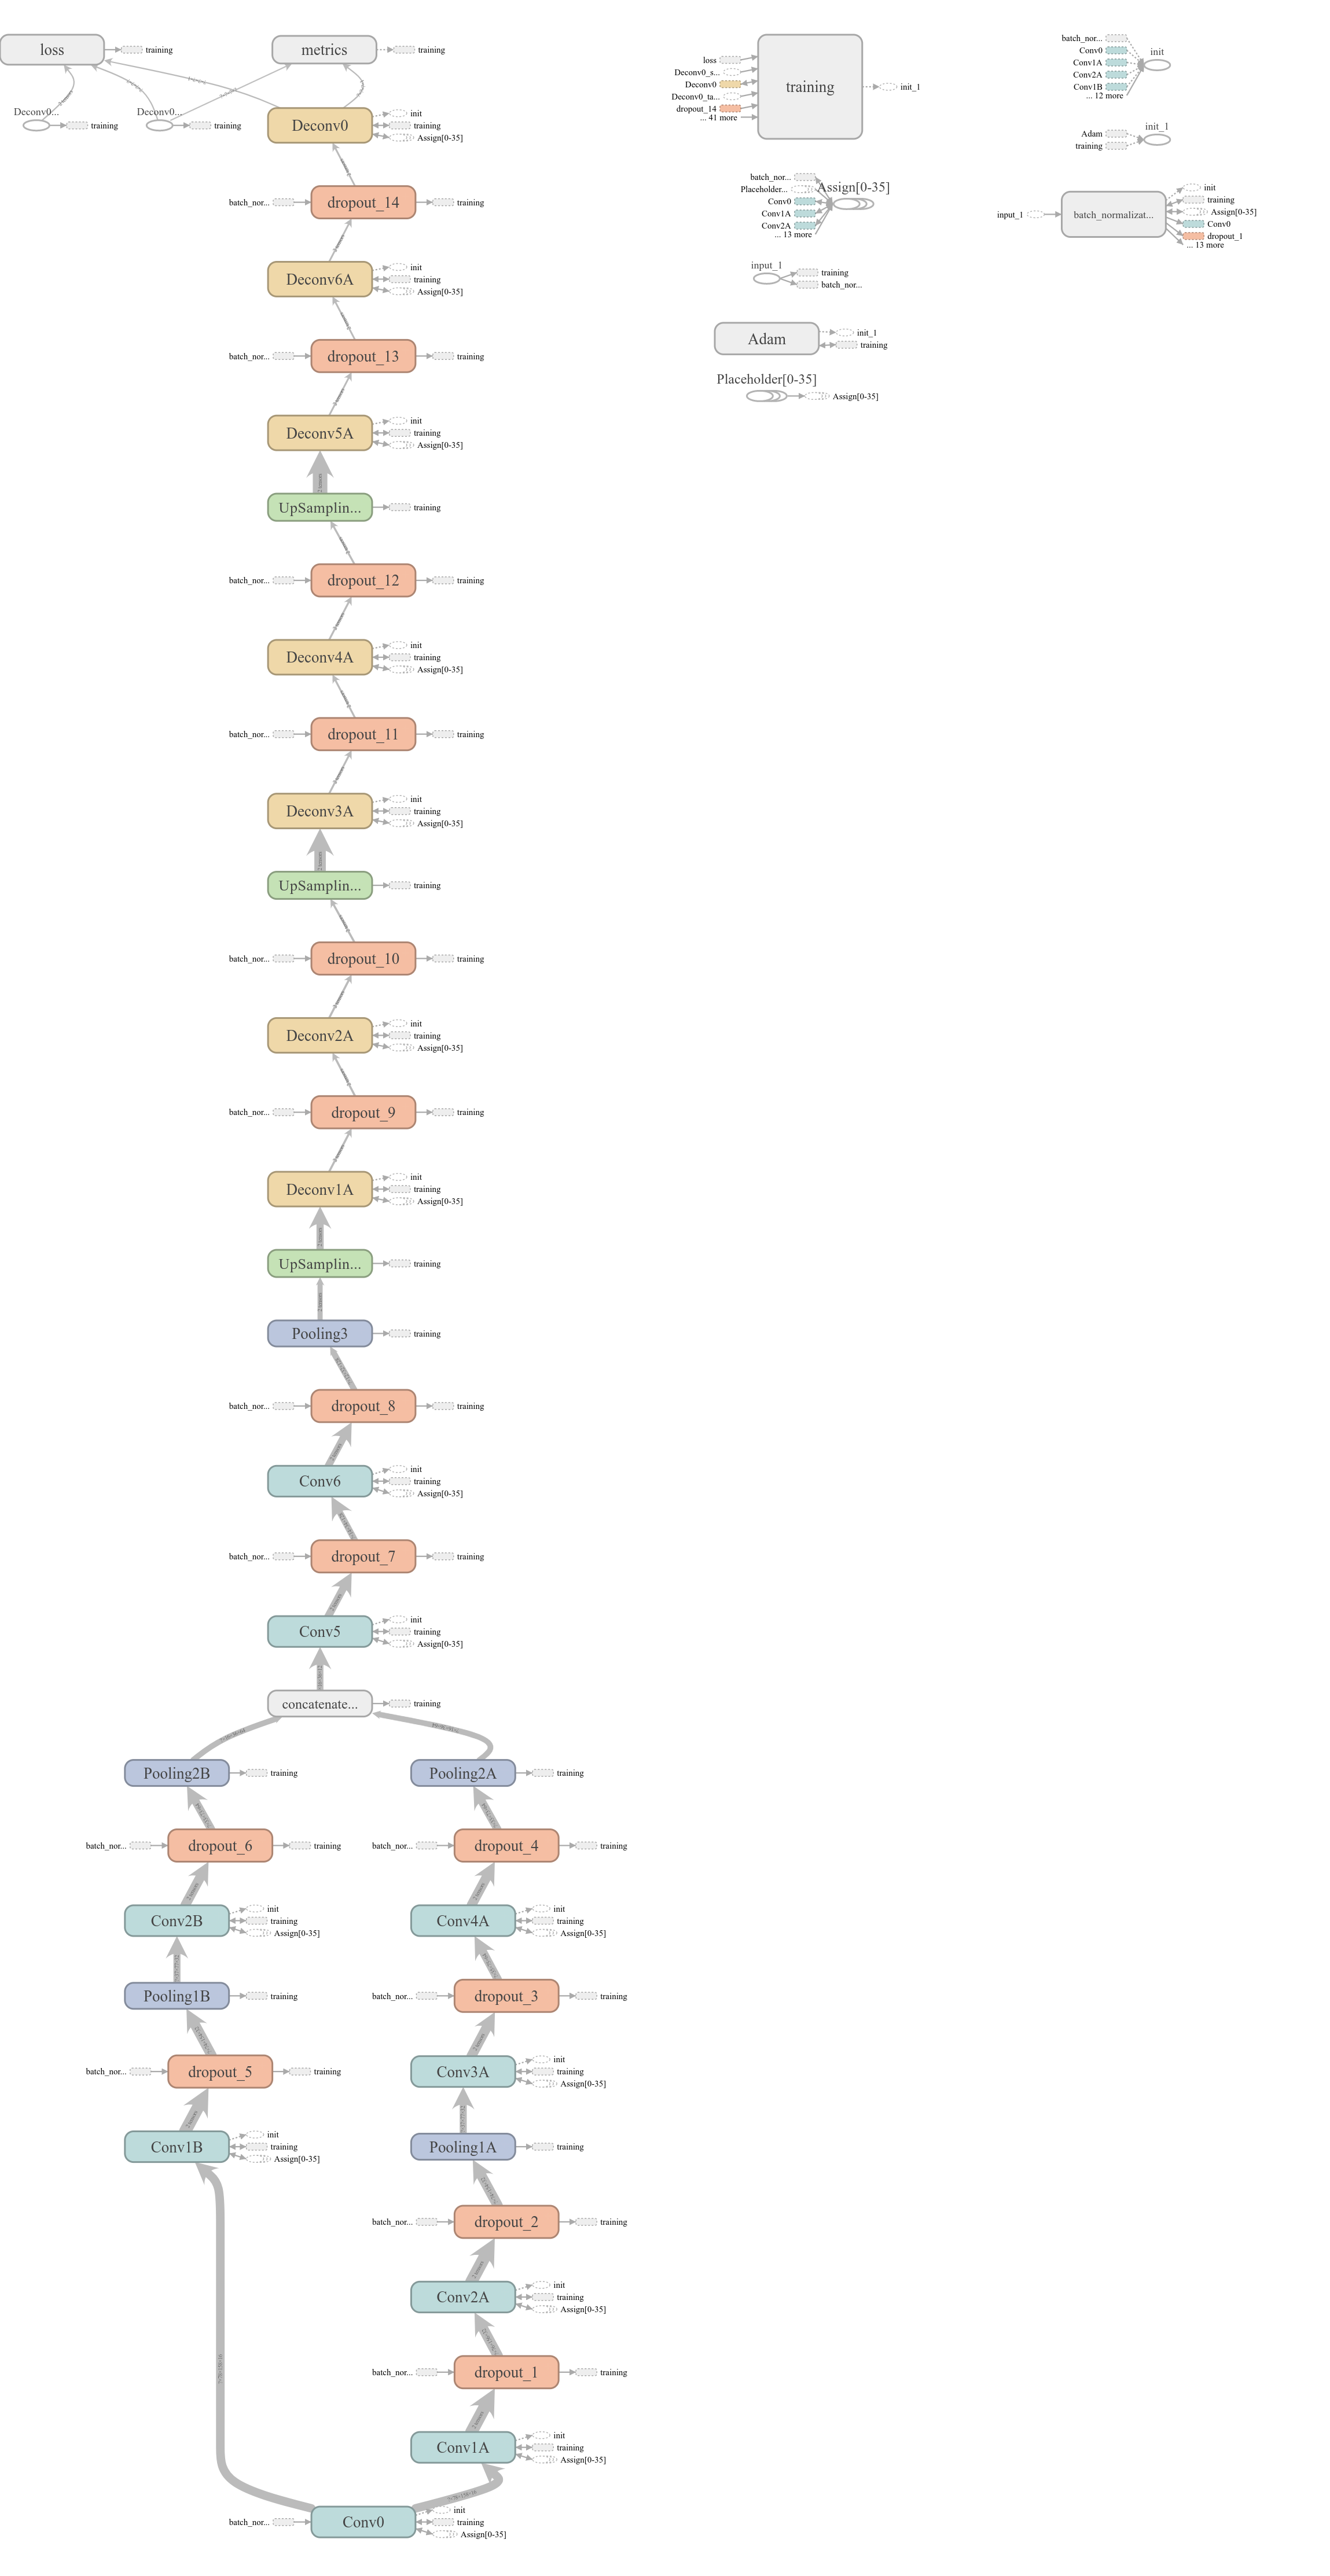 loss
training
metrics
training
Deconv0...
training
Deconv0...
training
Deconv0
init
training
Assign[0-35]
batch_nor...
dropout_14
training
Deconv6A
init
training
Assign[0-35]
batch_nor...
dropout_13
training
Deconv5A
init
training
Assign[0-35]
UpSamplin...
training
batch_nor...
dropout_12
training
Deconv4A
init
training
Assign[0-35]
batch_nor...
dropout_11
training
Deconv3A
init
training
Assign[0-35]
UpSamplin...
training
batch_nor...
dropout_10
training
Deconv2A
init
training
Assign[0-35]
batch_nor...
dropout_9
training
Deconv1A
init
training
Assign[0-35]
UpSamplin...
training
Pooling3
training
batch_nor...
dropout_8
training
Conv6
init
training
Assign[0-35]
batch_nor...
dropout_7
training
Conv5
init
training
Assign[0-35]
concatenate...
training
Pooling2B
training
Pooling2A
training
batch_nor...
dropout_6
training
batch_nor...
dropout_4
training
Conv2B
init
training
Assign[0-35]
Conv4A
init
training
Assign[0-35]
Pooling1B
training
batch_nor...
dropout_3
training
batch_nor...
dropout_5
training
Conv3A
init
training
Assign[0-35]
Conv1B
init
training
Assign[0-35]
Pooling1A
training
batch_nor...
dropout_2
training
Conv2A
init
training
Assign[0-35]
batch_nor...
dropout_1
training
Conv1A
init
training
Assign[0-35]
batch_nor...
Conv0
init
training
Assign[0-35]
loss
Deconv0_s...
Deconv0
Deconv0_ta...
dropout_14
... 41 more
training
init_1
batch_nor...
Placeholder...
Conv0
Conv1A
Conv2A
... 13 more
Assign[0-35]
input_1
training
batch_nor...
Adam
init_1
training
Placeholder[0-35]
Assign[0-35]
batch_nor...
Conv0
Conv1A
Conv2A
Conv1B
... 12 more
init
Adam
training
init_1
input_1
batch_normalizat...
init
training
Assign[0-35]
Conv0
dropout_1
... 13 more